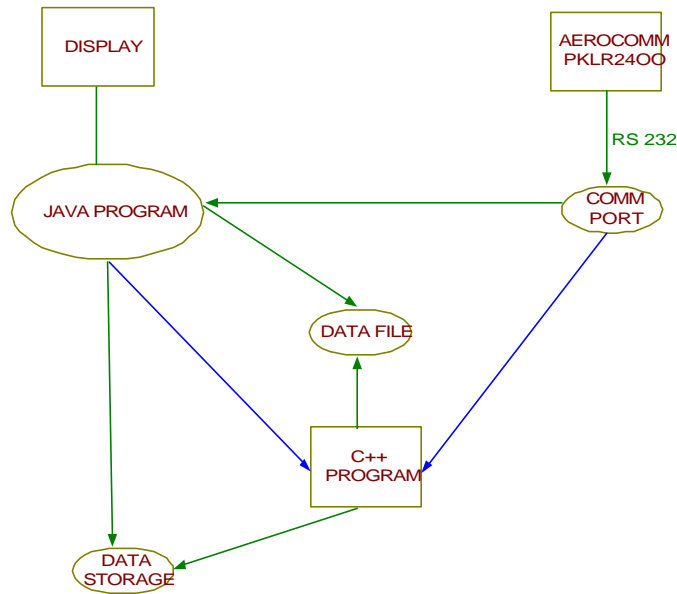 DISPLAY
AEROCOMM
PKLR24OO
RS 232
JAVA PROGRAM
COMM
PORT
DATA FILE
C++
PROGRAM
DATA
STORAGE